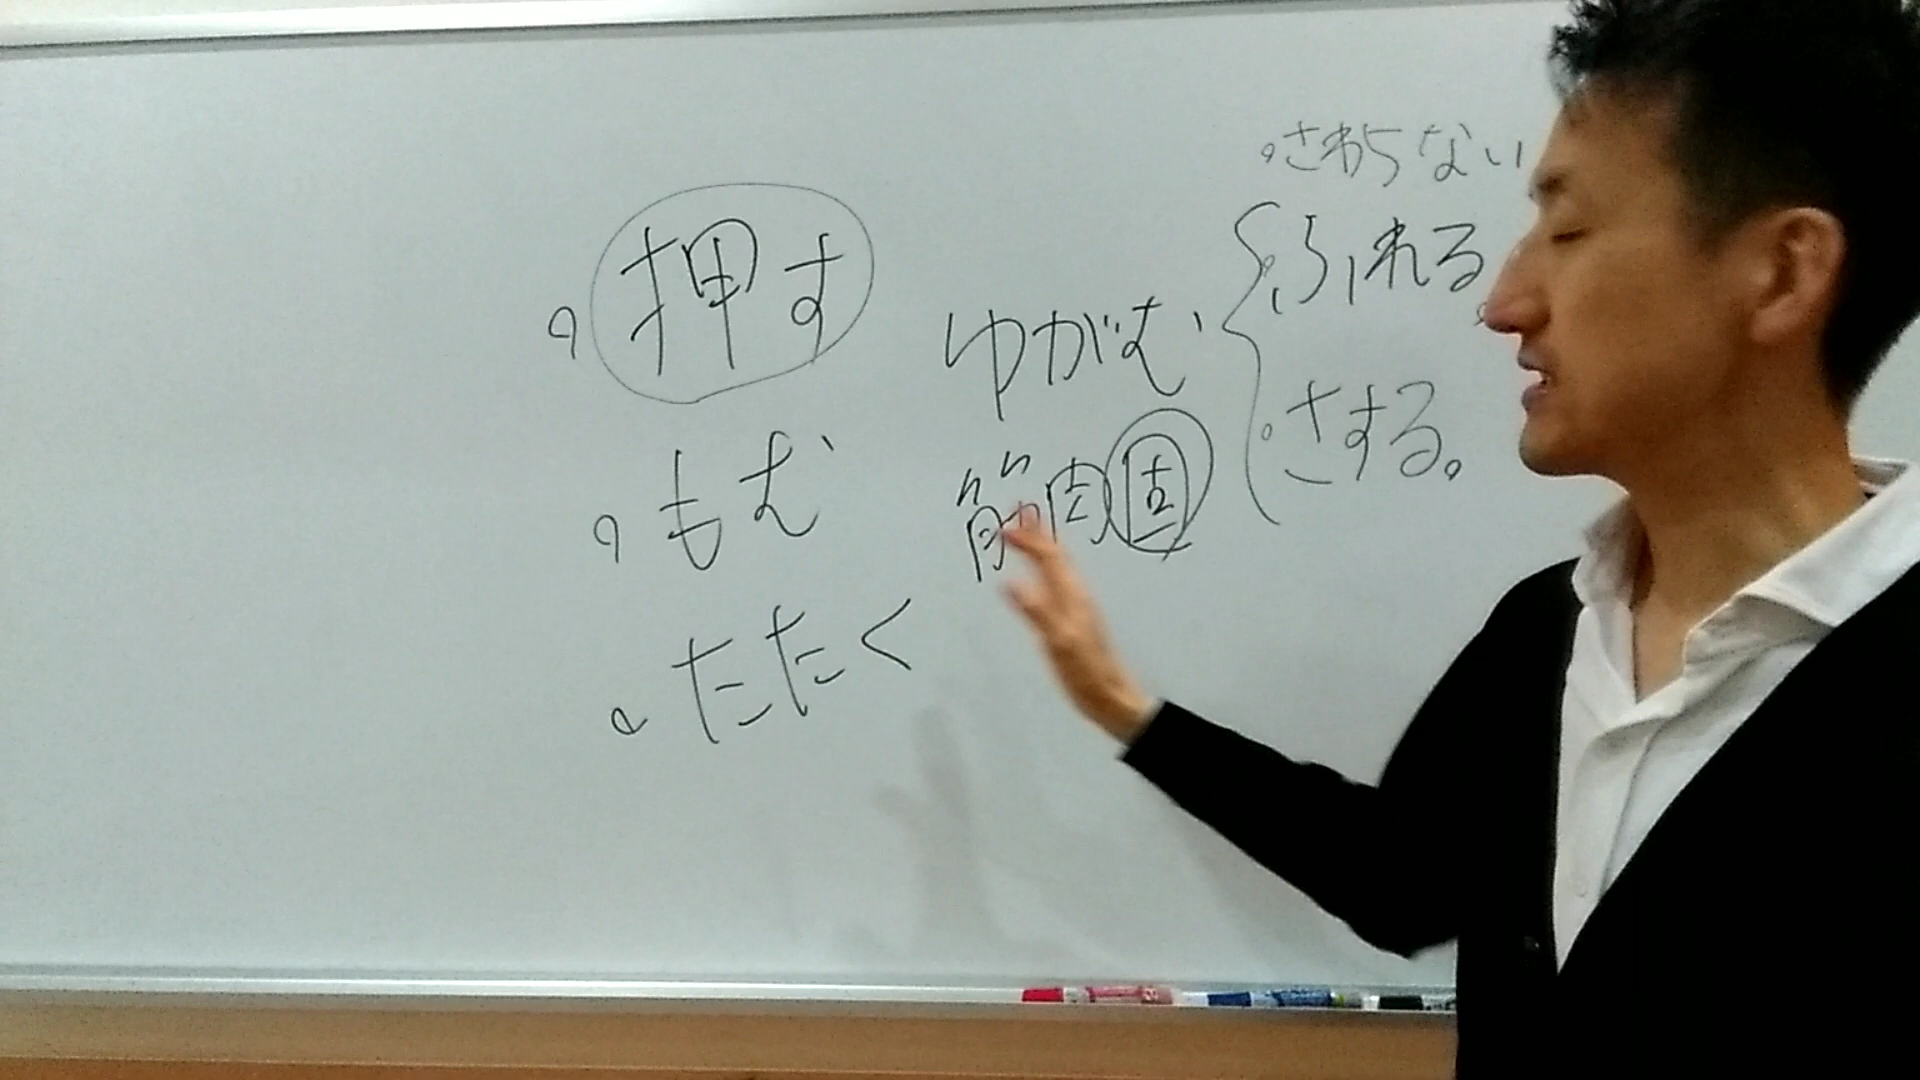 ・さわらない
・押す
ゆがむ
・ふれる。
・もむ
筋肉固
・さする。
・たたく